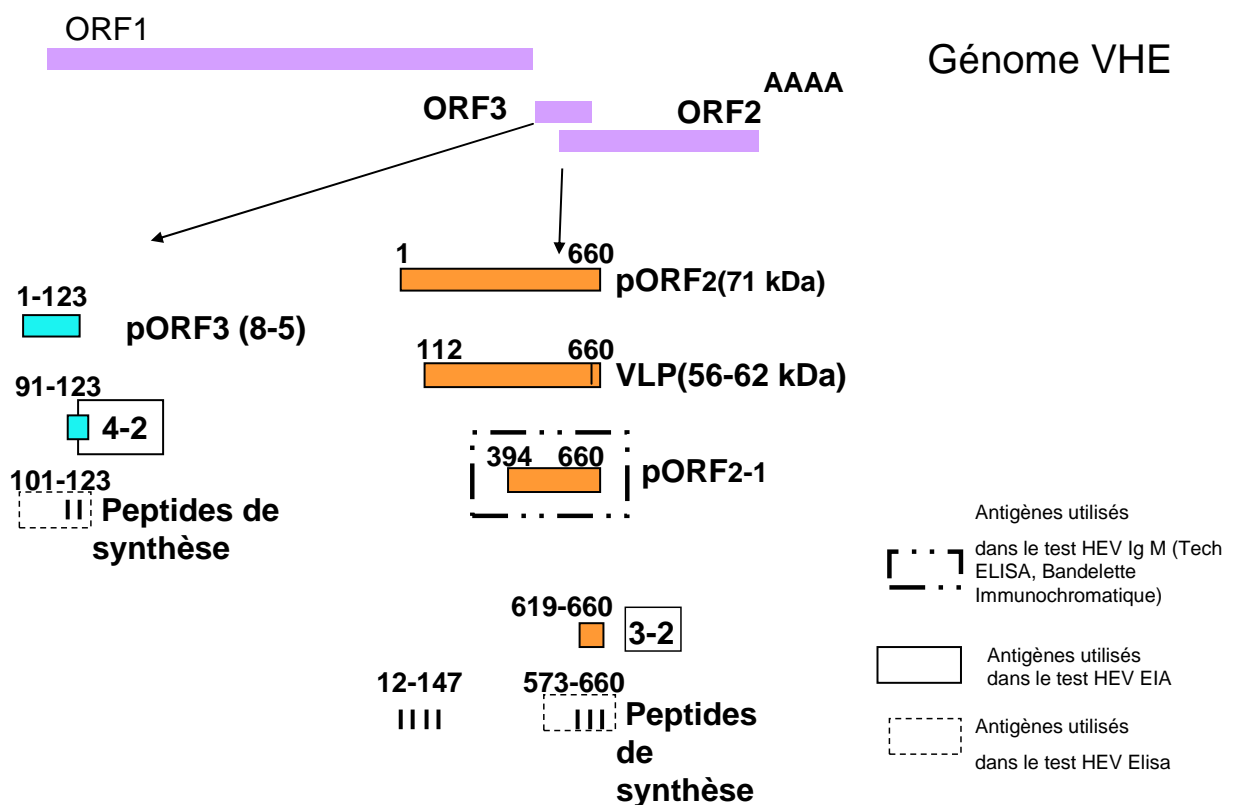 ORF1
Génome VHE
AAAA
ORF3
ORF2
1
660
pORF2(71 kDa)
1-123
pORF3 (8-5)
112
660
VLP(56-62 kDa)
91-123
4-2
394
660
pORF2-1
101-123
Peptides de
synthèse
Antigènes utilisés
dans le test HEV Ig M (Tech
ELISA, Bandelette
Immunochromatique)
619-660
3-2
Antigènes utilisés
dans le test HEV EIA
12-147
573-660
Peptides
de
synthèse
Antigènes utilisés
dans le test HEV Elisa